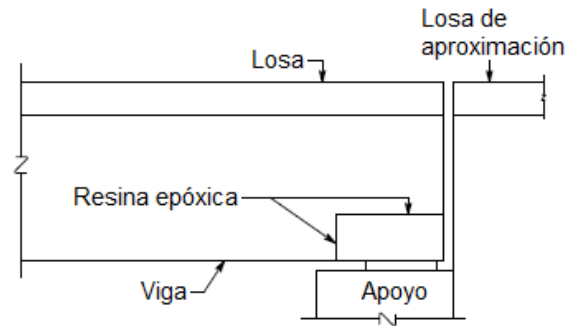 Losa de
aproximación
Losa
Resina epóxica
Viga
Apoyo